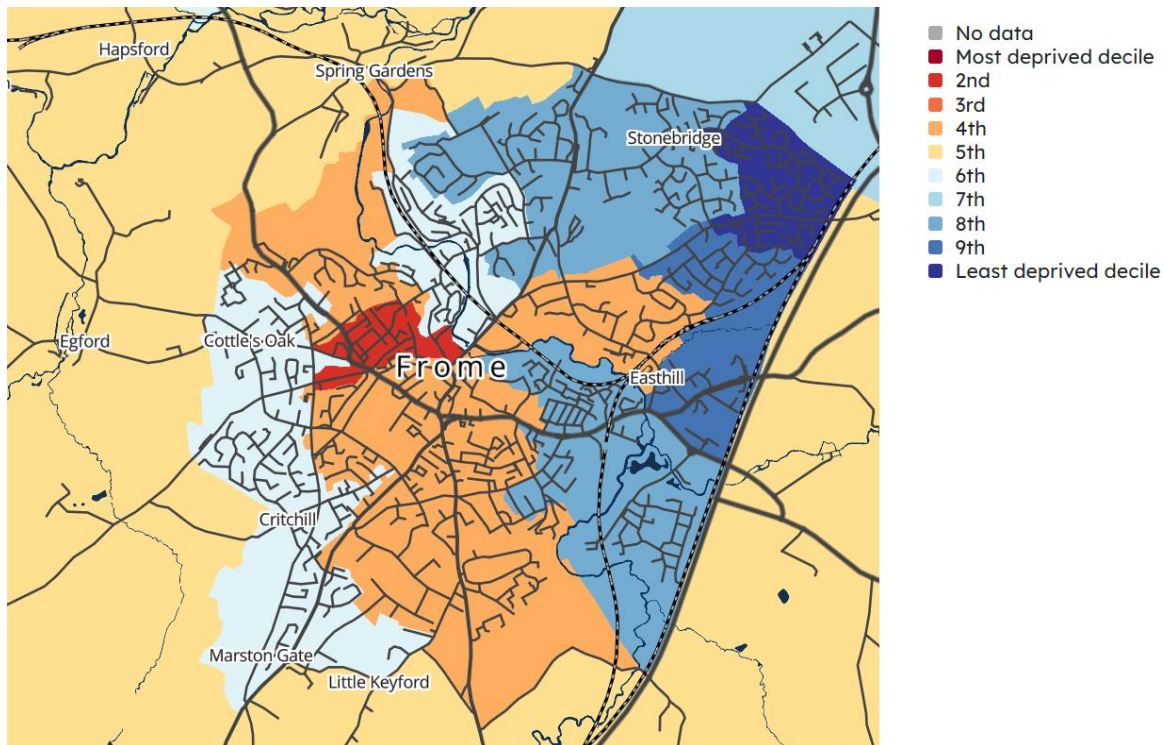 Hapsford
Spring Gardens
Stonebridge
Egford
Cottle's Oak
Frome
Easthill
Critchill
Marston Gate
Little Keyford
No data
Most deprived decile
2nd
3rd
4th
5th
6th
7th
8th
9th
Least deprived decile